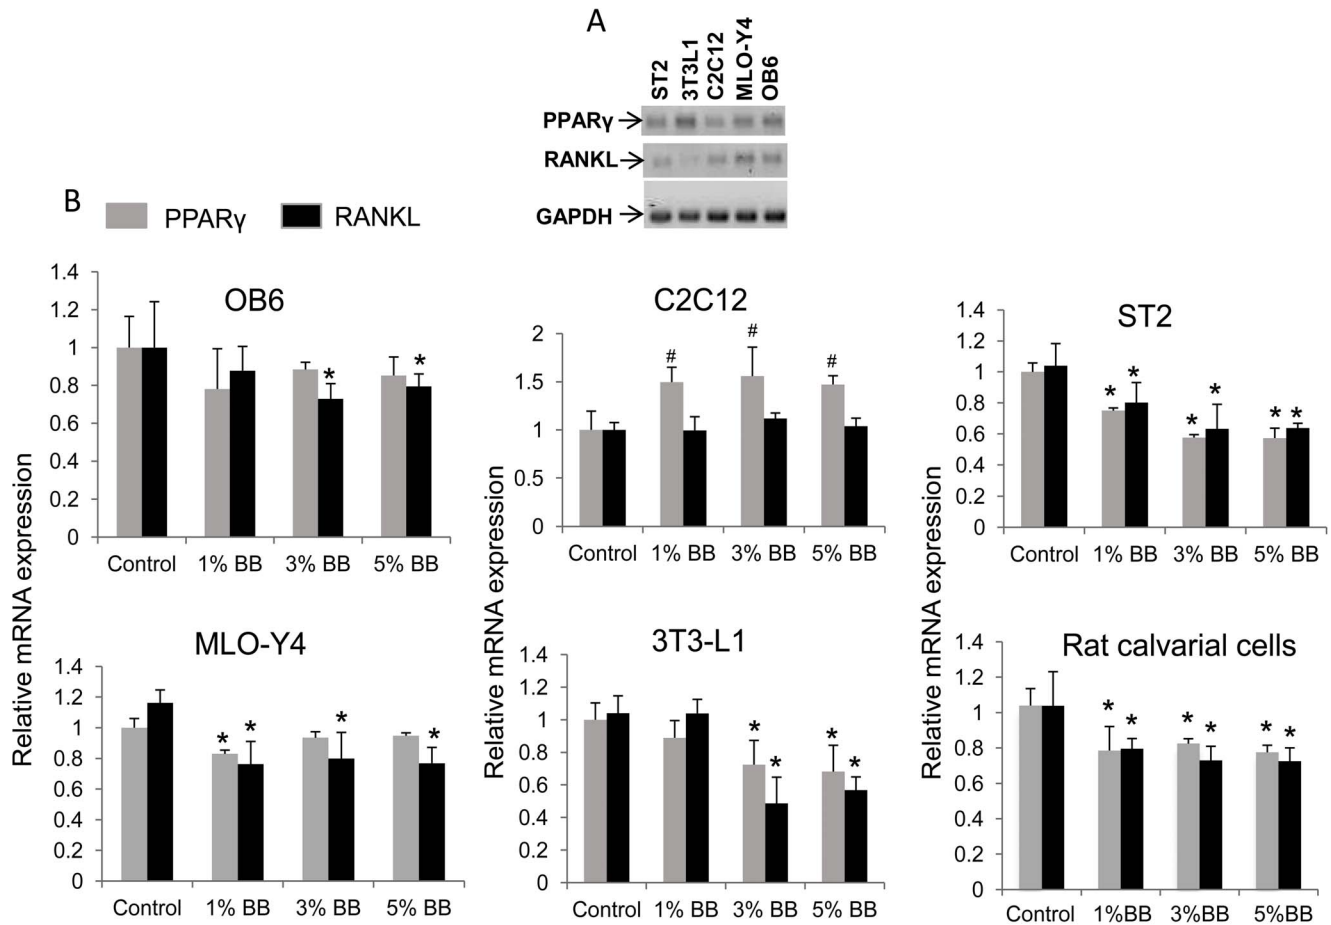 A
ST2 3T3L1 C2C12 MLO-Y4 OB6
PPARγ
RANKL
GAPDH
B
PPARγ RANKL
Relative mRNA expression
OB6
1.4
1.2
1
0.8
0.6
0.4
0.2
0
Control 1% BB 3% BB 5% BB
* *
Relative mRNA expression
C2C12
2
1.5
1
0.5
0
Control 1% BB 3% BB 5% BB
# # #
Relative mRNA expression
ST2
1.4
1.2
1
0.8
0.6
0.4
0.2
0
Control 1% BB 3% BB 5% BB
* * * * * *
MLO-Y4
1.4
1.2
1
0.8
0.6
0.4
0.2
0
Control 1% BB 3% BB 5% BB
* * * *
3T3-L1
1.4
1.2
1
0.8
0.6
0.4
0.2
0
Control 1% BB 3% BB 5% BB
* * * *
Rat calvarial cells
1.4
1.2
1
0.8
0.6
0.4
0.2
0
Control 1%BB 3%BB 5%BB
* * * * * *